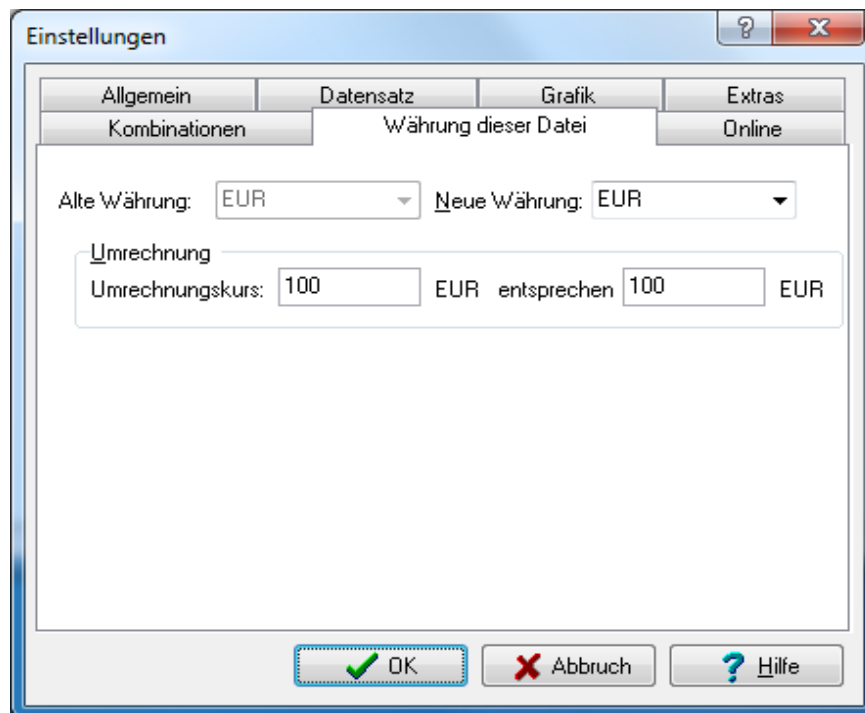 Einstellungen
Allgemein Datensatz Grafik Extras
Kombinationen Währung dieser Datei Online
Alte Währung: EUR Neue Währung: EUR
Umrechnung
Umrechnungskurs: 100 EUR entsprechen 100 EUR
OK Abbruch Hilfe